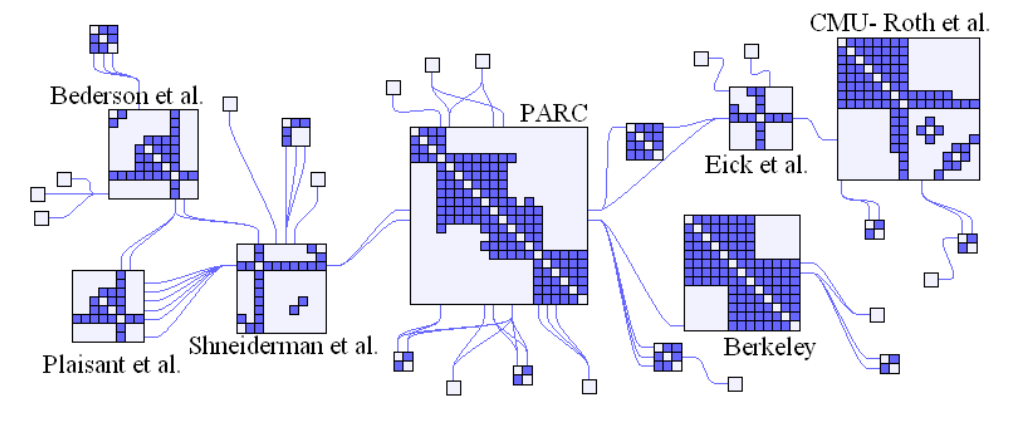 CMU- Roth et al.
Bederson et al.
PARC
Eick et al.
Shneiderman et al.
Berkeley
Plaisant et al.